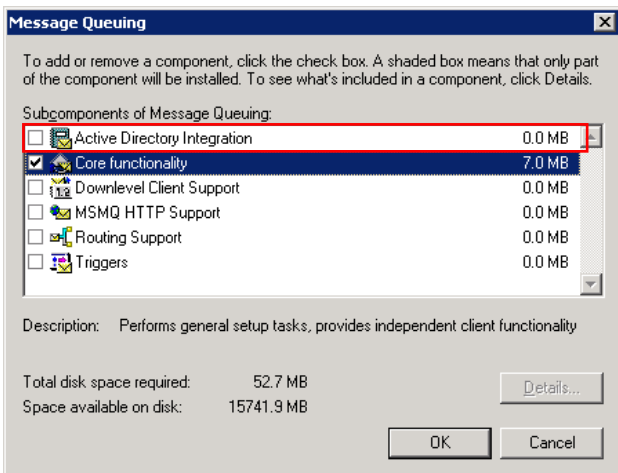 Message Queuing
To add or remove a component, click the check box. A shaded box means that only part
of the component will be installed. To see what's included in a component, click Details.
Subcomponents of Message Queuing:
Active Directory Integration 0.0 MB
Core functionality 7.0 MB
Downlevel Client Support 0.0 MB
MSMQ HTTP Support 0.0 MB
Routing Support 0.0 MB
Triggers 0.0 MB
Description: Performs general setup tasks, provides independent client functionality
Total disk space required: 52.7 MB
Space available on disk: 15741.9 MB
Details...
OK Cancel